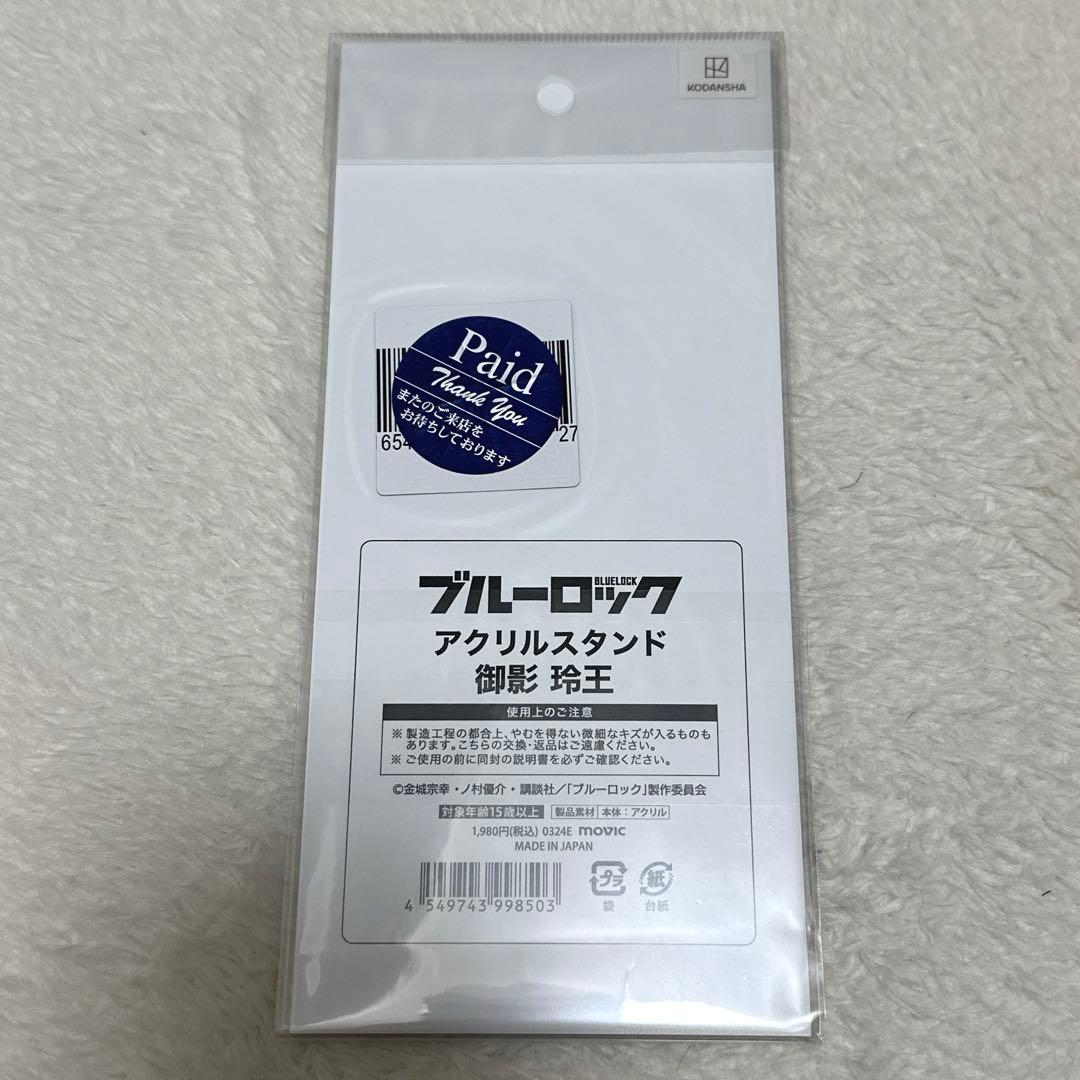 KODANSHA
Paid
Thank You
またのご来店を
お待ちしております
27
BLUELOCK
ブルーロック
アクリルスタンド
御影 玲王
使用上のご注意
※ 製造工程の都合上、やむを得ない微細なキズが入るものも
あります。こちらの交換・返品はご遠慮ください。
※ ご使用の前に同封の説明書を必ずご確認ください。
©金城宗幸・ノ村優介・講談社／「ブルーロック」製作委員会
対象年齢15歳以上 製品素材 本体：アクリル
1,980円(税込) 0324E movic
MADE IN JAPAN
4 549743 998503
プラ 紙
袋 台紙